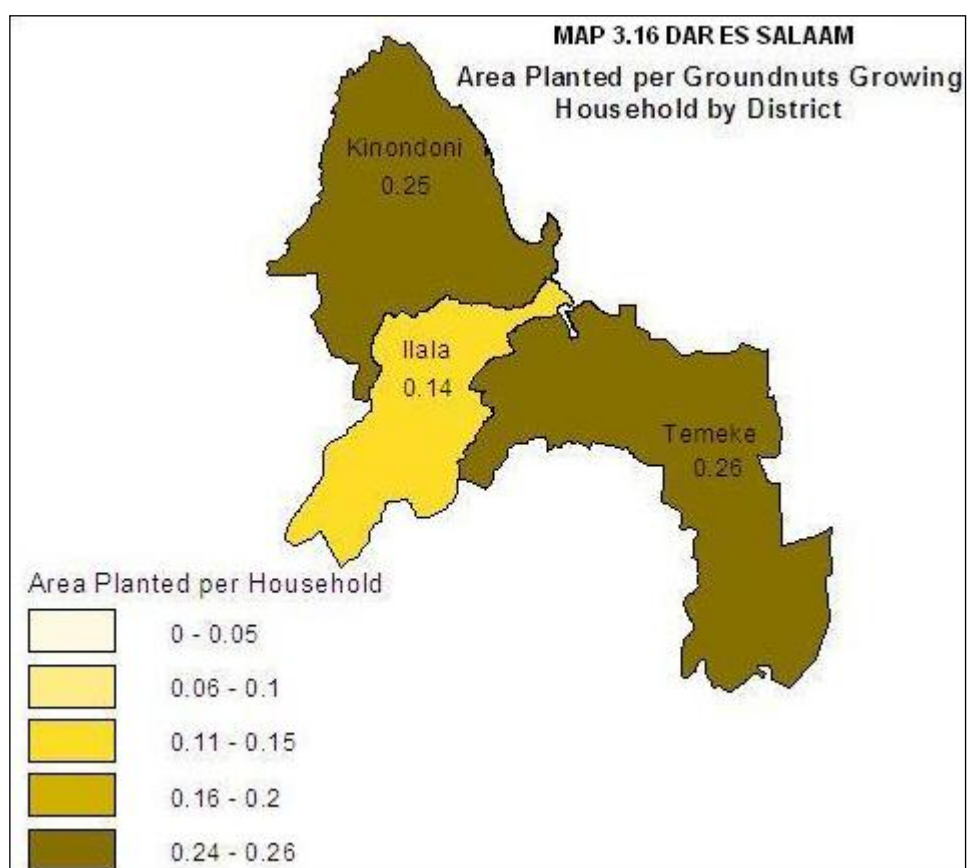 MAP 3.16 DAR ES SALAAM
Area Planted per Groundnuts Growing
Household by District
Kinondoni
0.25
Ilala
0.14
Temeke
0.26
Area Planted per Household
0 - 0.05
0.06 - 0.1
0.11 - 0.15
0.16 - 0.2
0.24 - 0.26